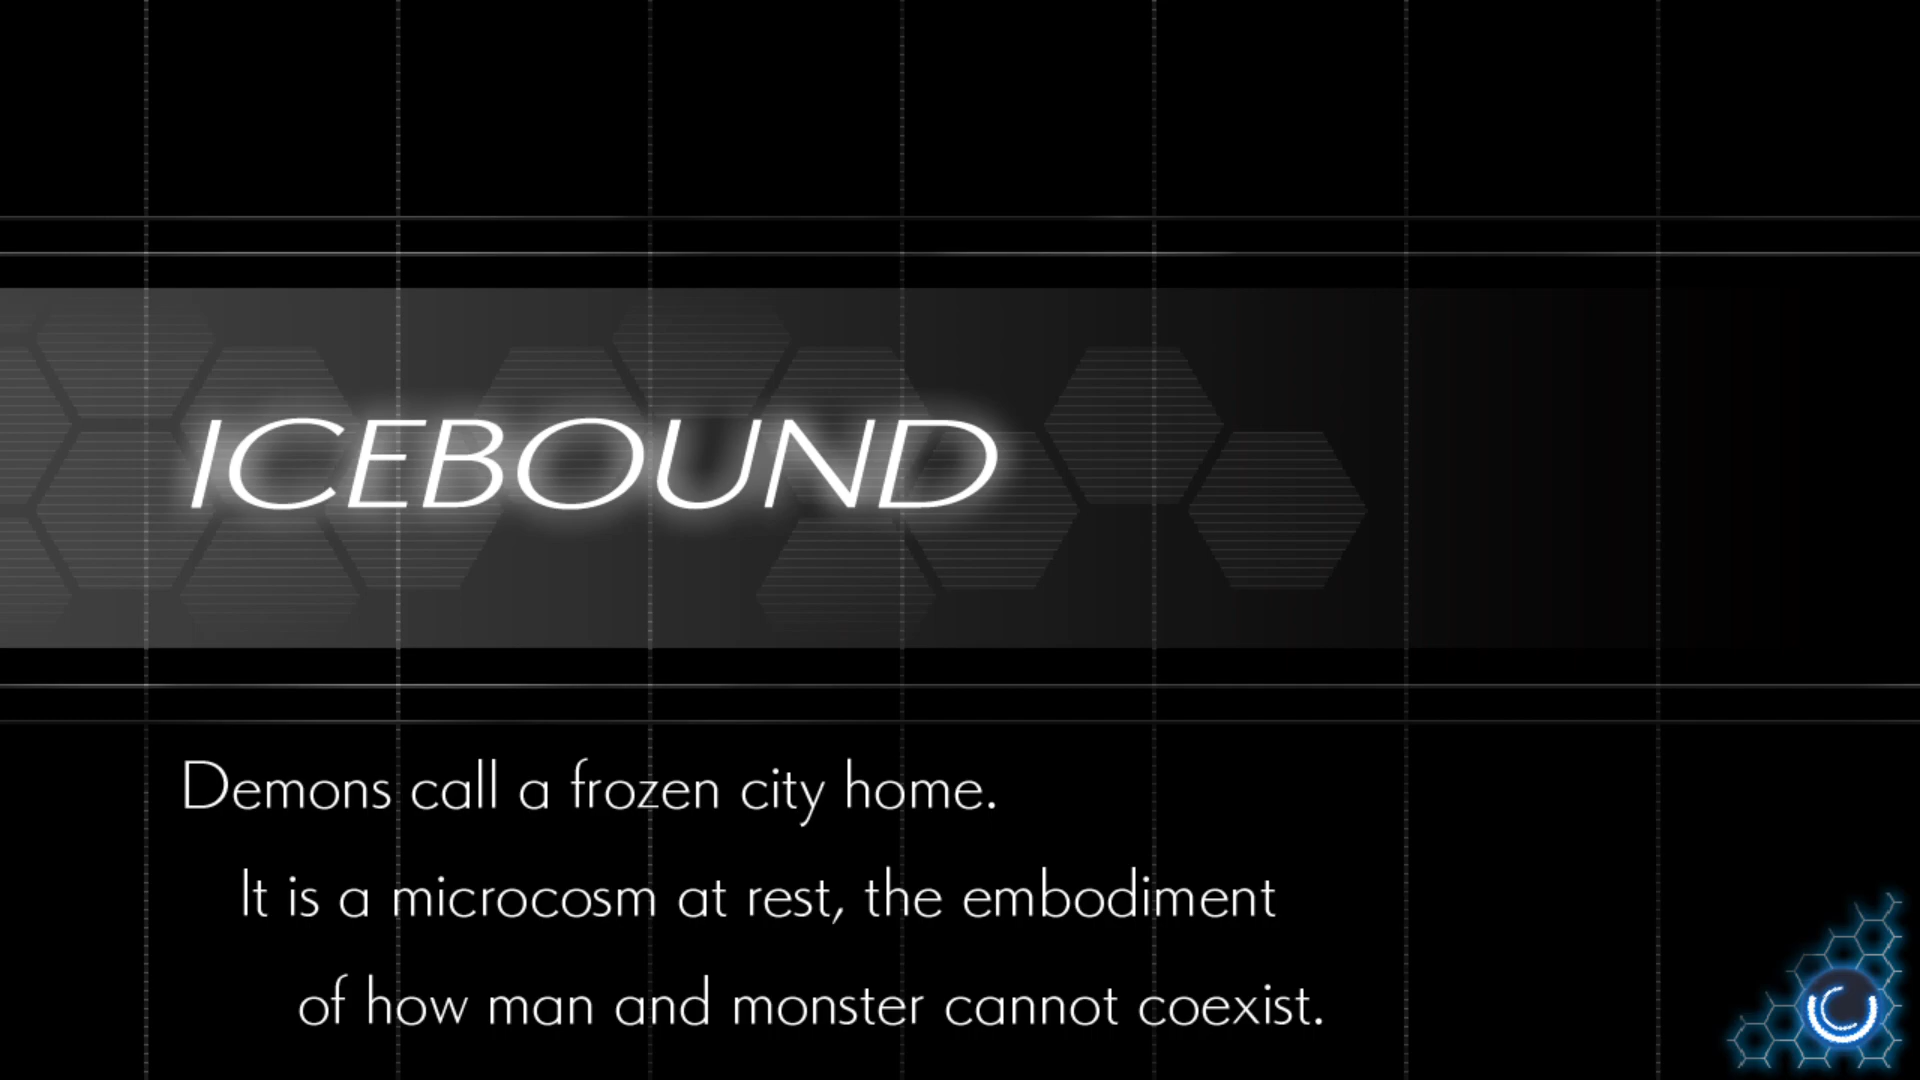 ICEBOUND
Demons call a frozen city home.
It is a microcosm at rest, the embodiment
of how man and monster cannot coexist.